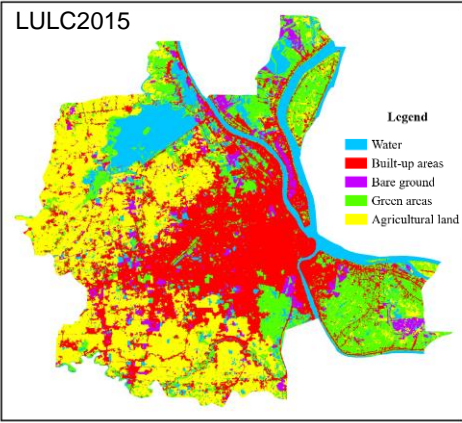 LULC2015
Legend
Water
Built-up areas
Bare ground
Green areas
Agricultural land